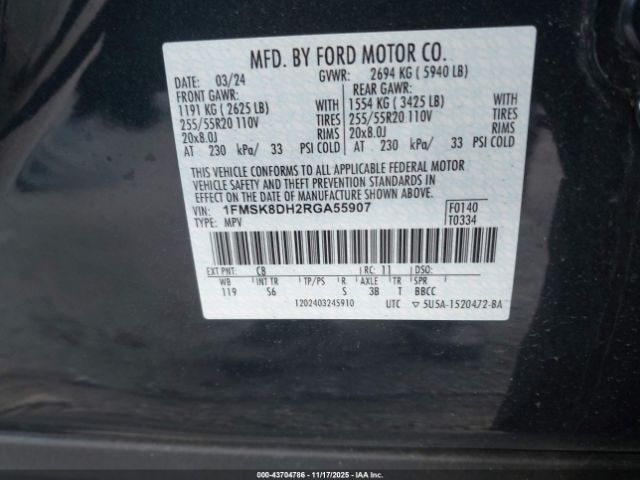 MFD. BY FORD MOTOR CO.
DATE: 03/24 GVWR: 2694 KG ( 5940 LB)
FRONT GAWR: REAR GAWR:
1191 KG ( 2625 LB) WITH 1554 KG ( 3425 LB) WITH
255/55R20 110V TIRES 255/55R20 110V TIRES
20x8.0J RIMS 20x8.0J RIMS
AT 230 kPa/ 33 PSI COLD AT 230 kPa/ 33 PSI COLD
THIS VEHICLE CONFORMS TO ALL APPLICABLE FEDERAL MOTOR
VEHICLE SAFETY AND THEFT PREVENTION STANDARDS IN
EFFECT ON THE DATE OF MANUFACTURE SHOWN ABOVE.
VIN: 1FMSK8DH2RGA55907 F0140
TYPE: MPV T0334
EXT PNT: C8 RC: 11 DSO:
WB INT TR TP/PS R AXLE TR SPR
119 S6 S 3B T BBCC
1202403245910 UTC ▽ 5U5A-1520472-BA
000-43704786 - 11/17/2025 - IAAI.COM